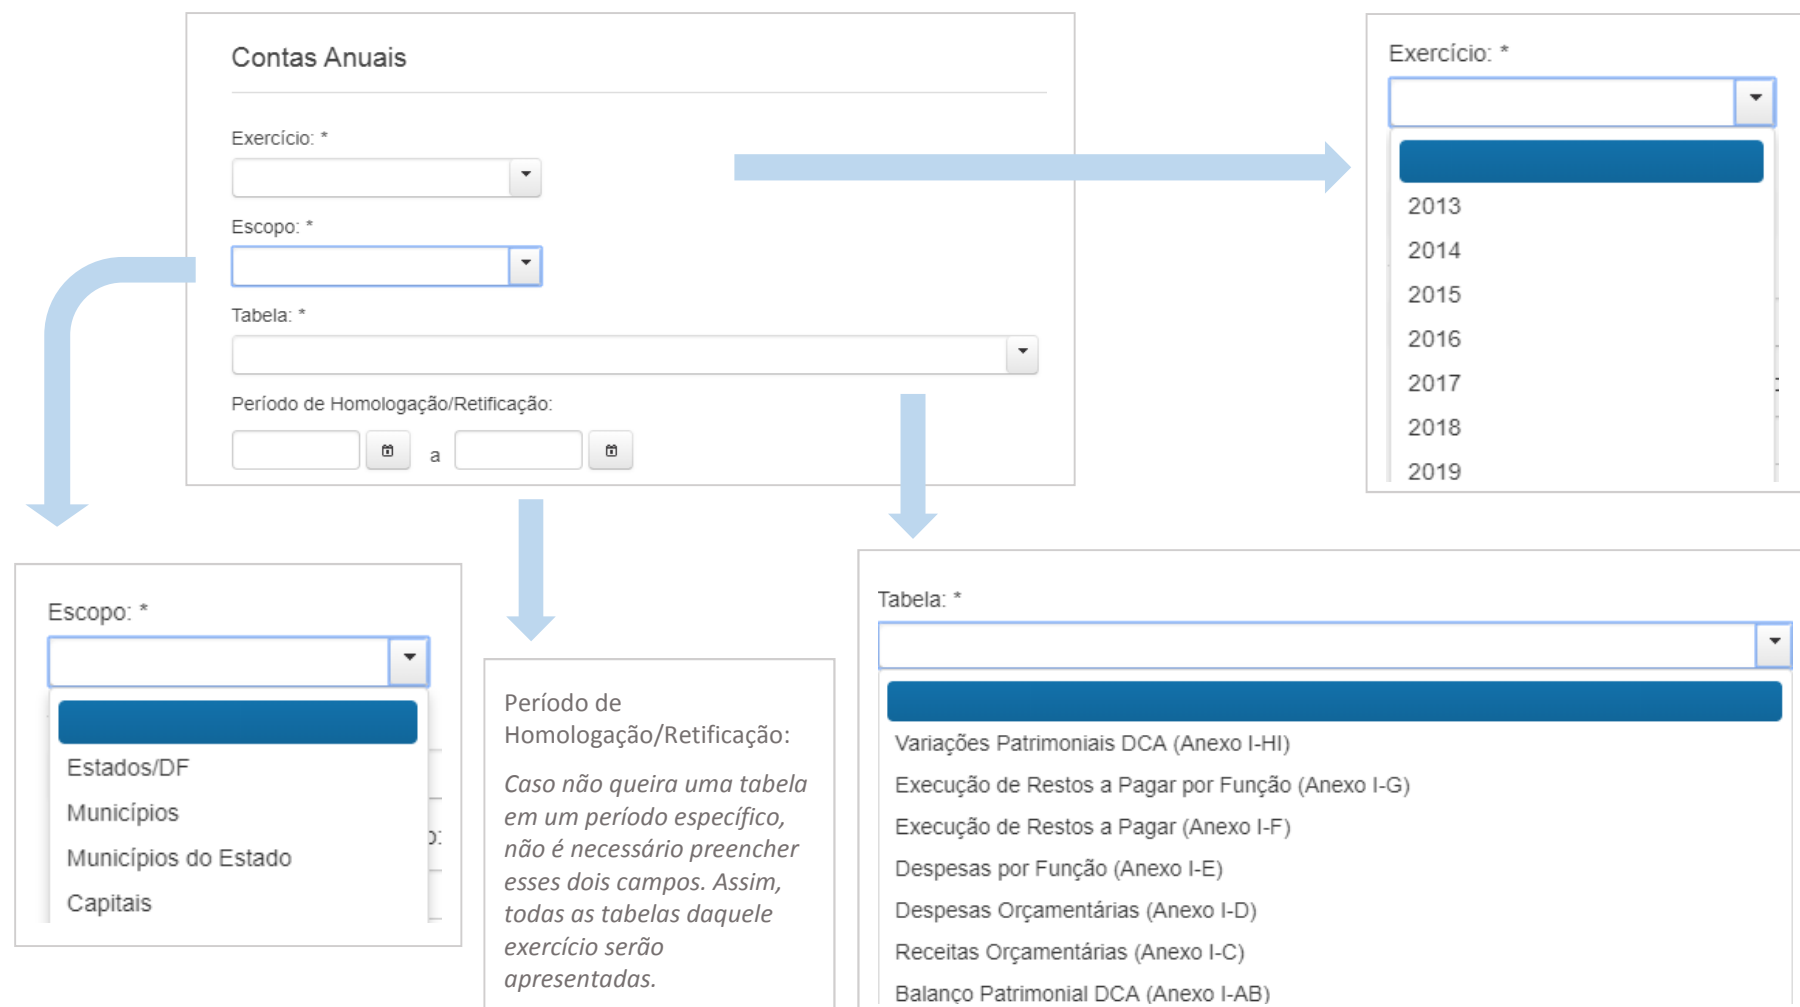 Contas Anuais
Exercício: *
Escopo: *
Tabela: *
Período de Homologação/Retificação:
a
Exercício: *
2013
2014
2015
2016
2017
2018
2019
Escopo: *
Estados/DF
Municípios
Municípios do Estado
Capitais
o:
Período de
Homologação/Retificação:
Caso não queira uma tabela
em um período específico,
não é necessário preencher
esses dois campos. Assim,
todas as tabelas daquele
exercício serão
apresentadas.
Tabela: *
Variações Patrimoniais DCA (Anexo I-HI)
Execução de Restos a Pagar por Função (Anexo I-G)
Execução de Restos a Pagar (Anexo I-F)
Despesas por Função (Anexo I-E)
Despesas Orçamentárias (Anexo I-D)
Receitas Orçamentárias (Anexo I-C)
Balanço Patrimonial DCA (Anexo I-AB)